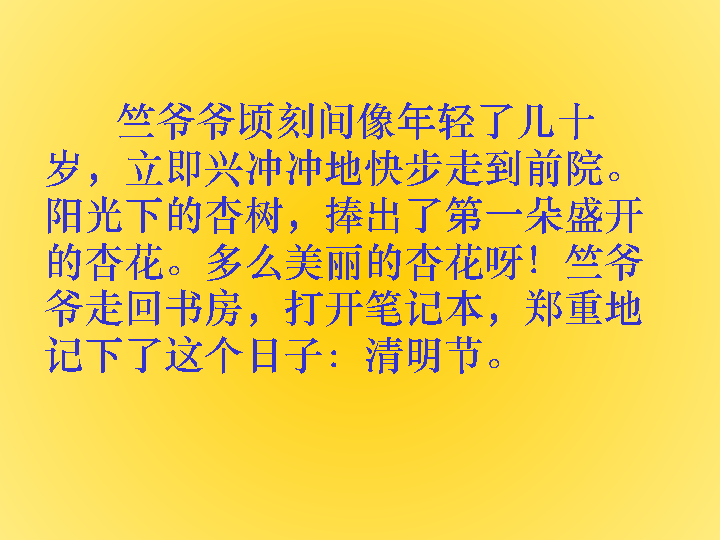 竺爷爷顷刻间像年轻了几十
岁，立即兴冲冲地快步走到前院。
阳光下的杏树，捧出了第一朵盛开
的杏花。多么美丽的杏花呀！竺爷
爷走回书房，打开笔记本，郑重地
记下了这个日子：清明节。